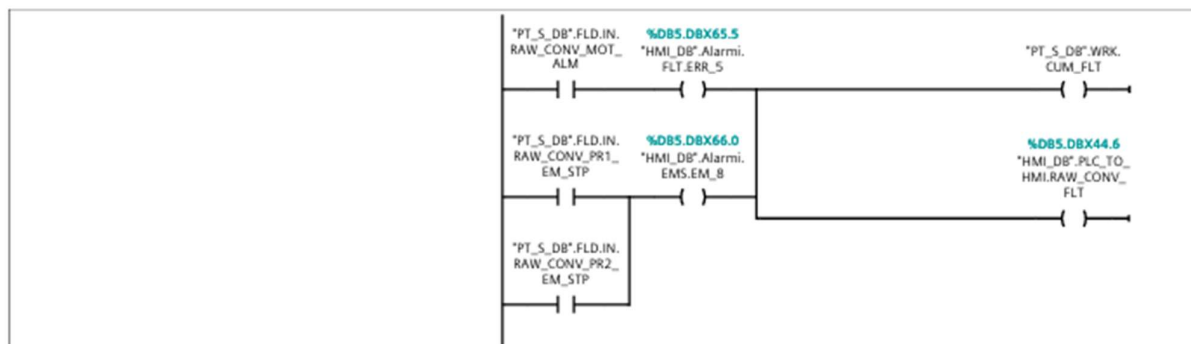 "PT_S_DB".FLD.IN.
RAW_CONV_MOT_
ALM
%DB5.DBX65.5
"HMI_DB".Alarmi.
FLT.ERR_5
"PT_S_DB".WRK.
CUM_FLT
"PT_S_DB".FLD.IN.
RAW_CONV_PR1_
EM_STP
%DB5.DBX66.0
"HMI_DB".Alarmi.
EMS.EM_8
%DB5.DBX44.6
"HMI_DB".PLC_TO_
HMI.RAW_CONV_
FLT
"PT_S_DB".FLD.IN.
RAW_CONV_PR2_
EM_STP